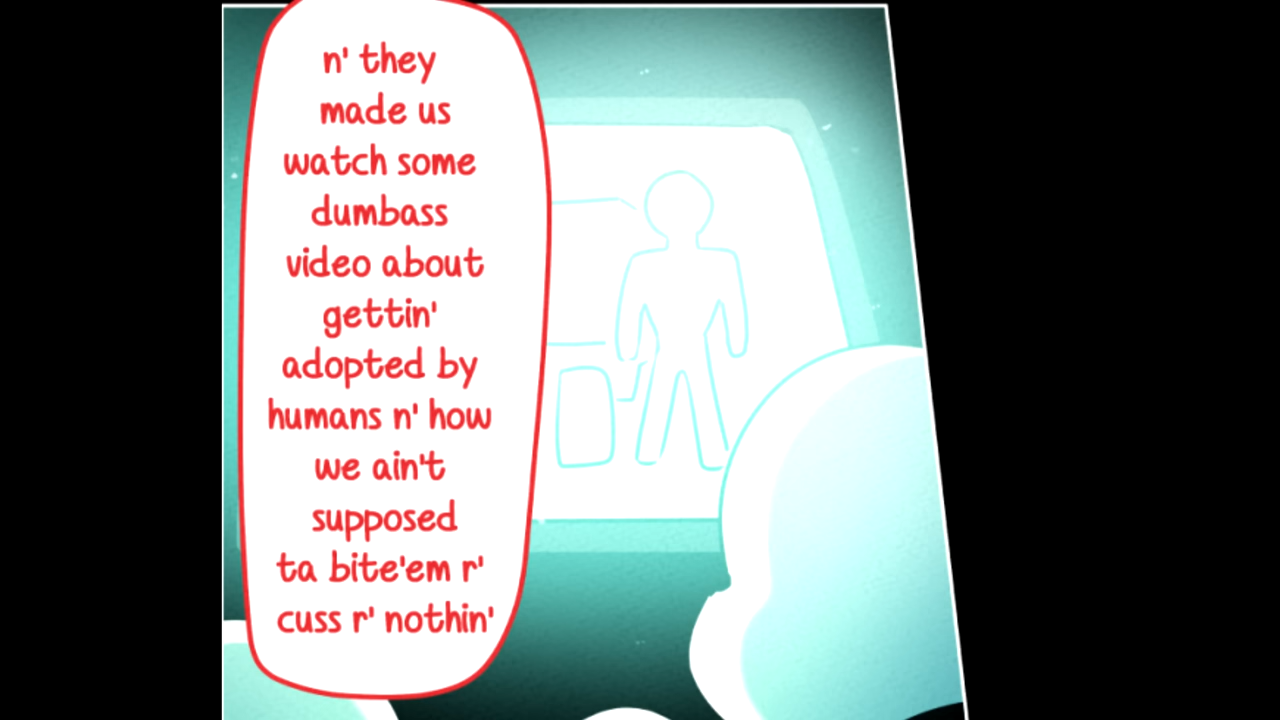 n' they
made us
watch some
dumbass
video about
gettin'
adopted by
humans n' how
we ain't
supposed
ta bite'em r'
cuss r' nothin'